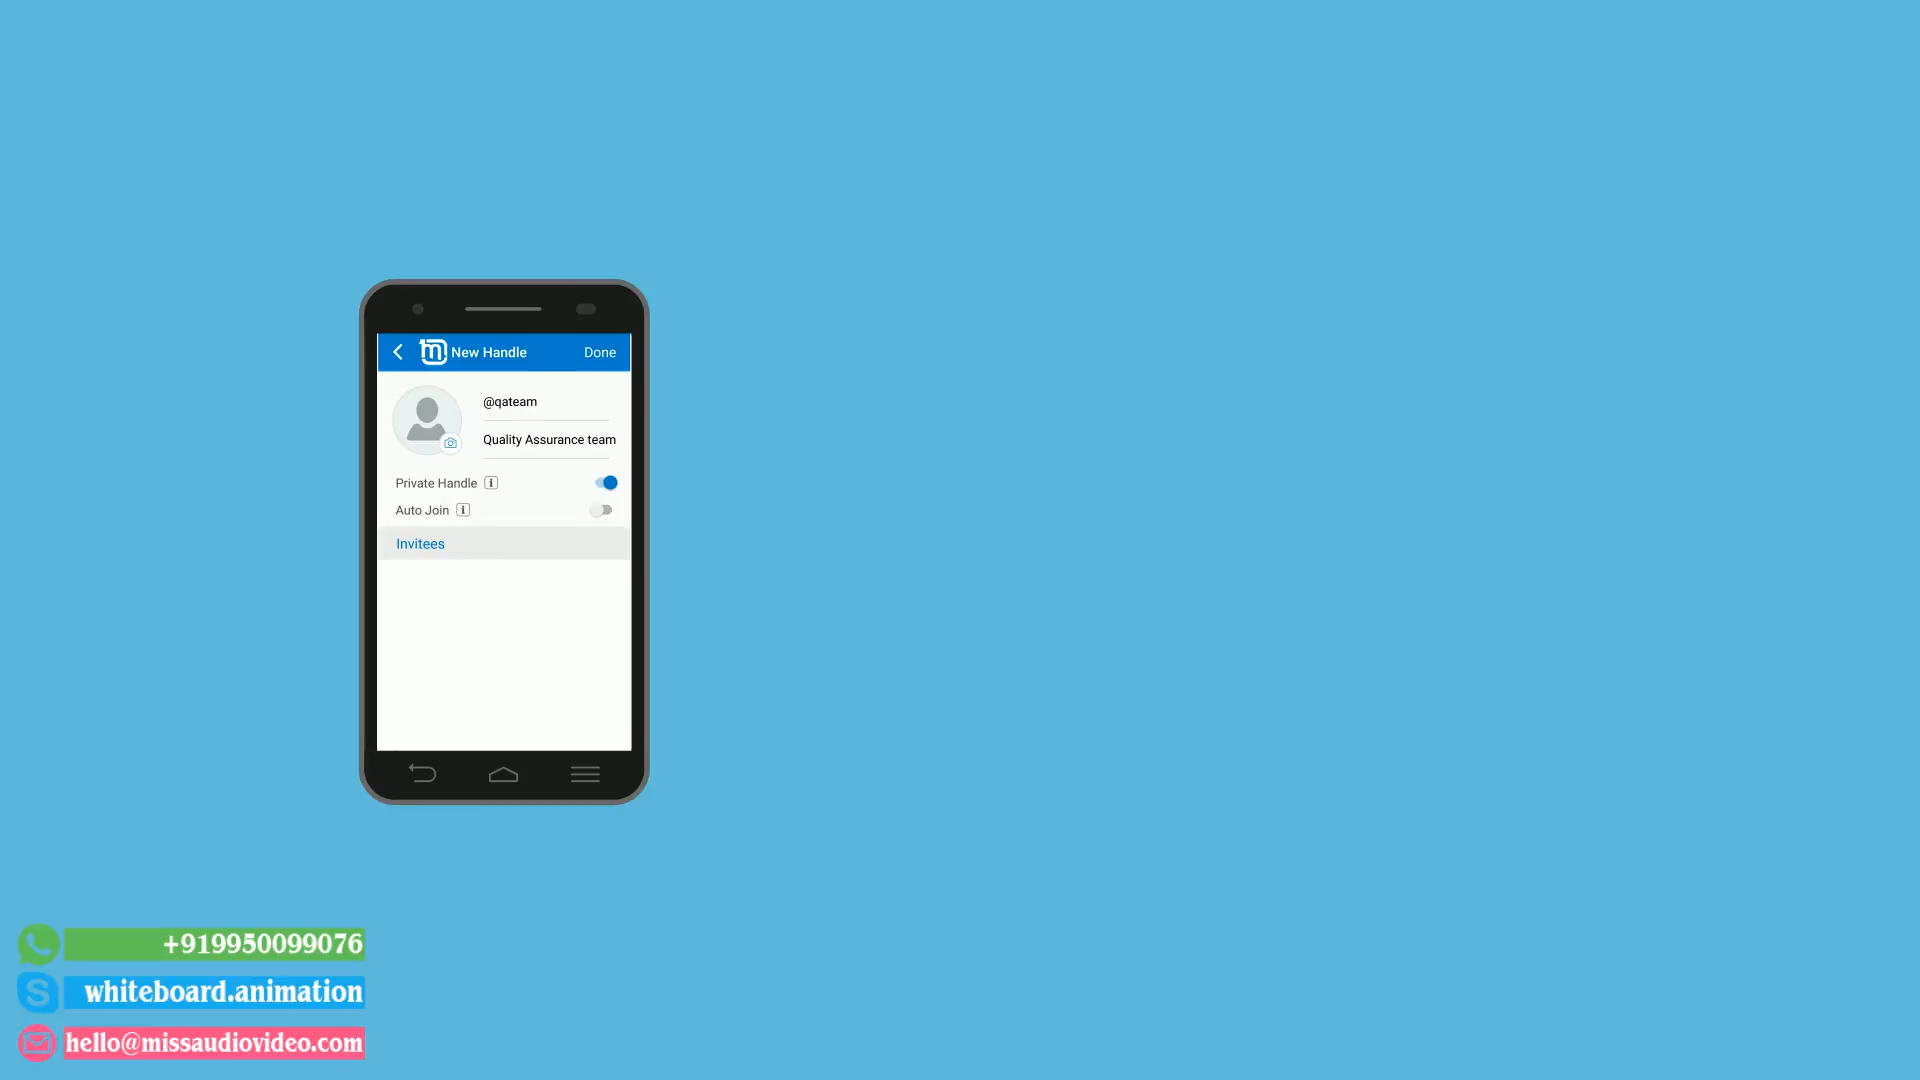 New Handle
Done
@qateam
Quality Assurance team
Private Handle
Auto Join
Invitees
+919950099076
whiteboard.animation
hello@missaudiovideo.com